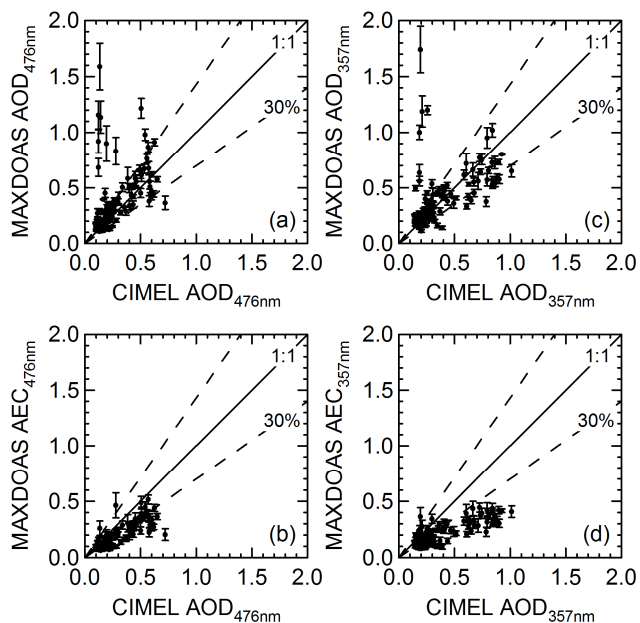 2.0
1.5
1.0
0.5
0.0
MAXDOAS AOD476nm
1:1
30%
(a)
0.0 0.5 1.0 1.5 2.0
CIMEL AOD476nm
2.0
1.5
1.0
0.5
0.0
MAXDOAS AOD357nm
1:1
30%
(c)
0.0 0.5 1.0 1.5 2.0
CIMEL AOD357nm
2.0
1.5
1.0
0.5
0.0
MAXDOAS AEC476nm
1:1
30%
(b)
0.0 0.5 1.0 1.5 2.0
CIMEL AOD476nm
2.0
1.5
1.0
0.5
0.0
MAXDOAS AEC357nm
1:1
30%
(d)
0.0 0.5 1.0 1.5 2.0
CIMEL AOD357nm